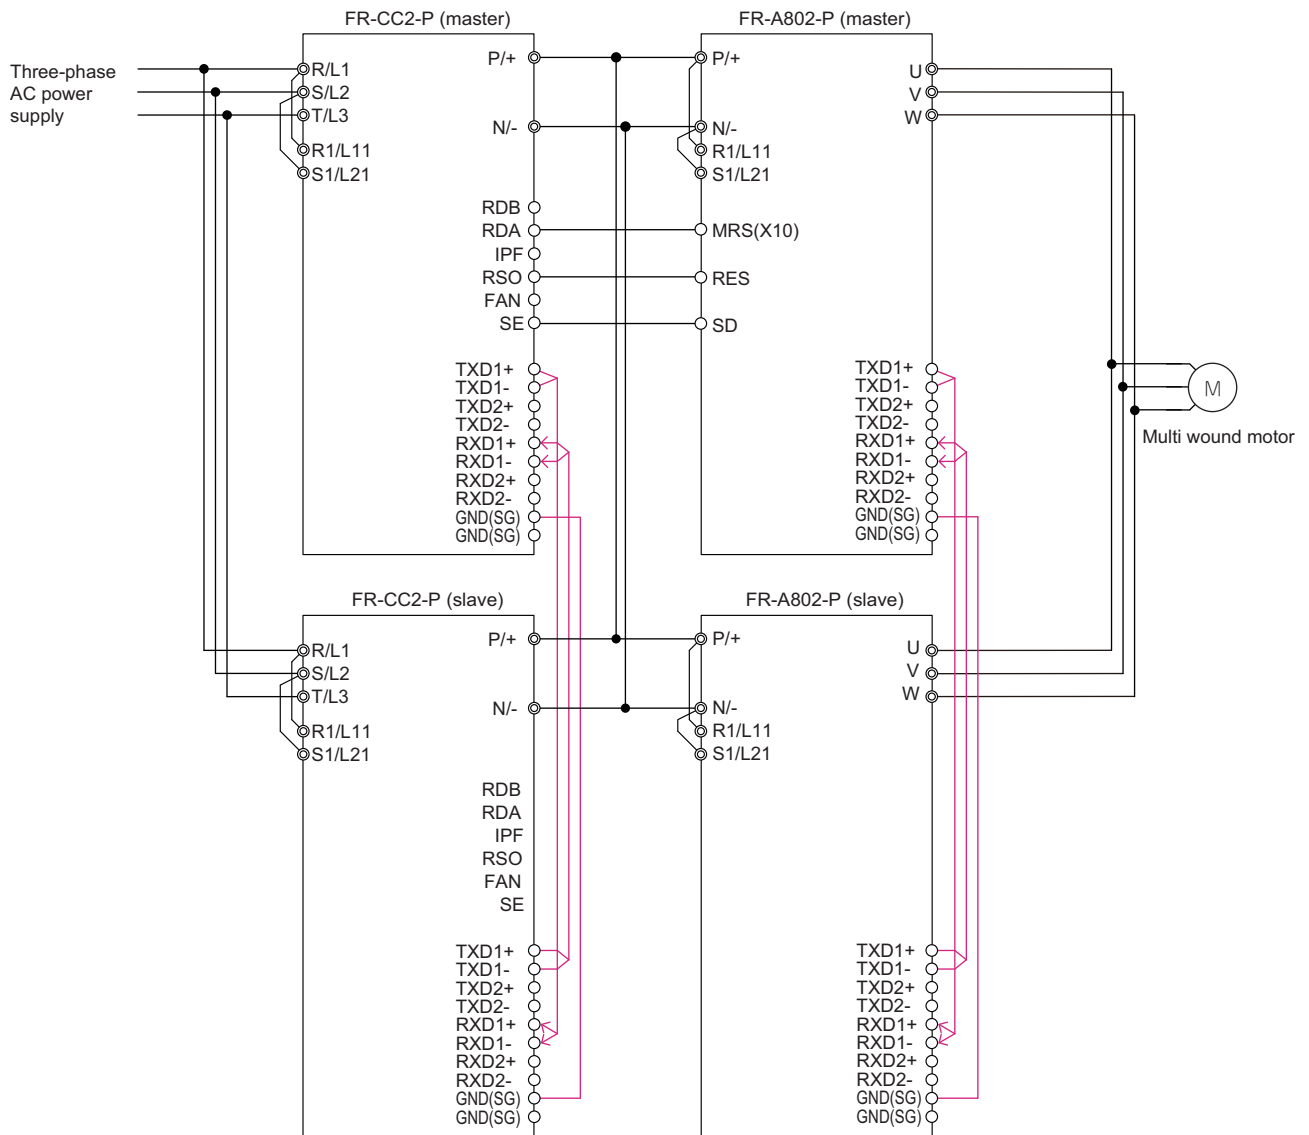 FR-CC2-P (master)
FR-A802-P (master)
Three-phase
AC power
supply
R/L1
S/L2
T/L3
R1/L11
S1/L21
P/+
N/-
RDB
RDA
IPF
RSO
FAN
SE
TXD1+
TXD1-
TXD2+
TXD2-
RXD1+
RXD1-
RXD2+
RXD2-
GND(SG)
GND(SG)
P/+
N/-
R1/L11
S1/L21
MRS(X10)
RES
SD
U
V
W
TXD1+
TXD1-
TXD2+
TXD2-
RXD1+
RXD1-
RXD2+
RXD2-
GND(SG)
GND(SG)
M
Multi wound motor
FR-CC2-P (slave)
FR-A802-P (slave)
R/L1
S/L2
T/L3
R1/L11
S1/L21
P/+
N/-
RDB
RDA
IPF
RSO
FAN
SE
TXD1+
TXD1-
TXD2+
TXD2-
RXD1+
RXD1-
RXD2+
RXD2-
GND(SG)
GND(SG)
P/+
N/-
R1/L11
S1/L21
U
V
W
TXD1+
TXD1-
TXD2+
TXD2-
RXD1+
RXD1-
RXD2+
RXD2-
GND(SG)
GND(SG)